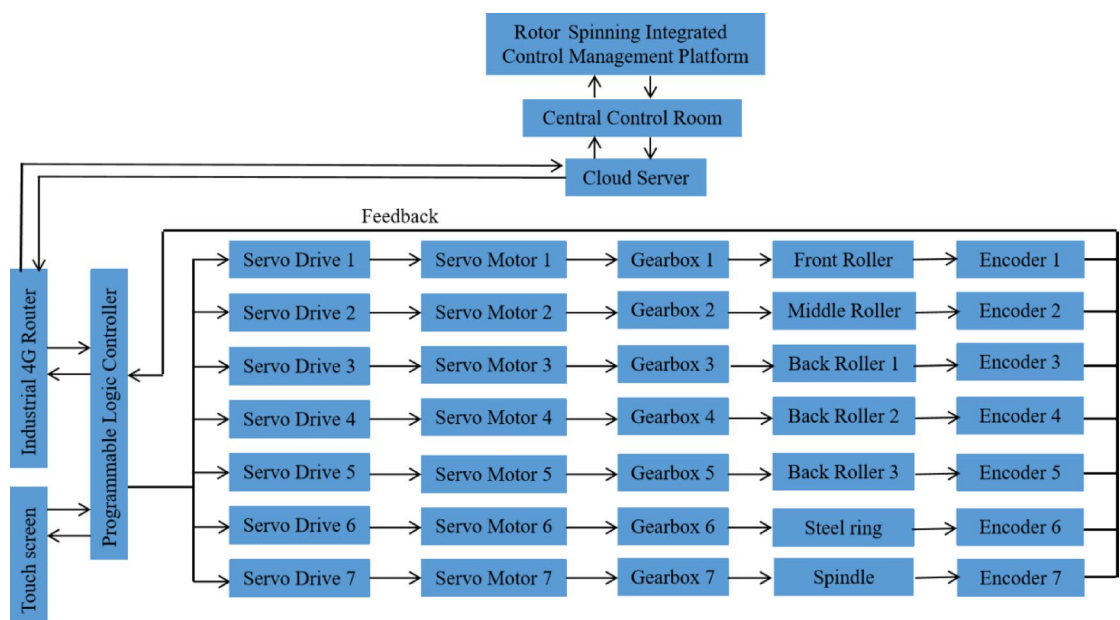 Rotor Spinning Integrated
Control Management Platform
Central Control Room
Cloud Server
Feedback
Industrial 4G Router
Touch screen
Programmable Logic Controller
Servo Drive 1
Servo Motor 1
Gearbox 1
Front Roller
Encoder 1
Servo Drive 2
Servo Motor 2
Gearbox 2
Middle Roller
Encoder 2
Servo Drive 3
Servo Motor 3
Gearbox 3
Back Roller 1
Encoder 3
Servo Drive 4
Servo Motor 4
Gearbox 4
Back Roller 2
Encoder 4
Servo Drive 5
Servo Motor 5
Gearbox 5
Back Roller 3
Encoder 5
Servo Drive 6
Servo Motor 6
Gearbox 6
Steel ring
Encoder 6
Servo Drive 7
Servo Motor 7
Gearbox 7
Spindle
Encoder 7